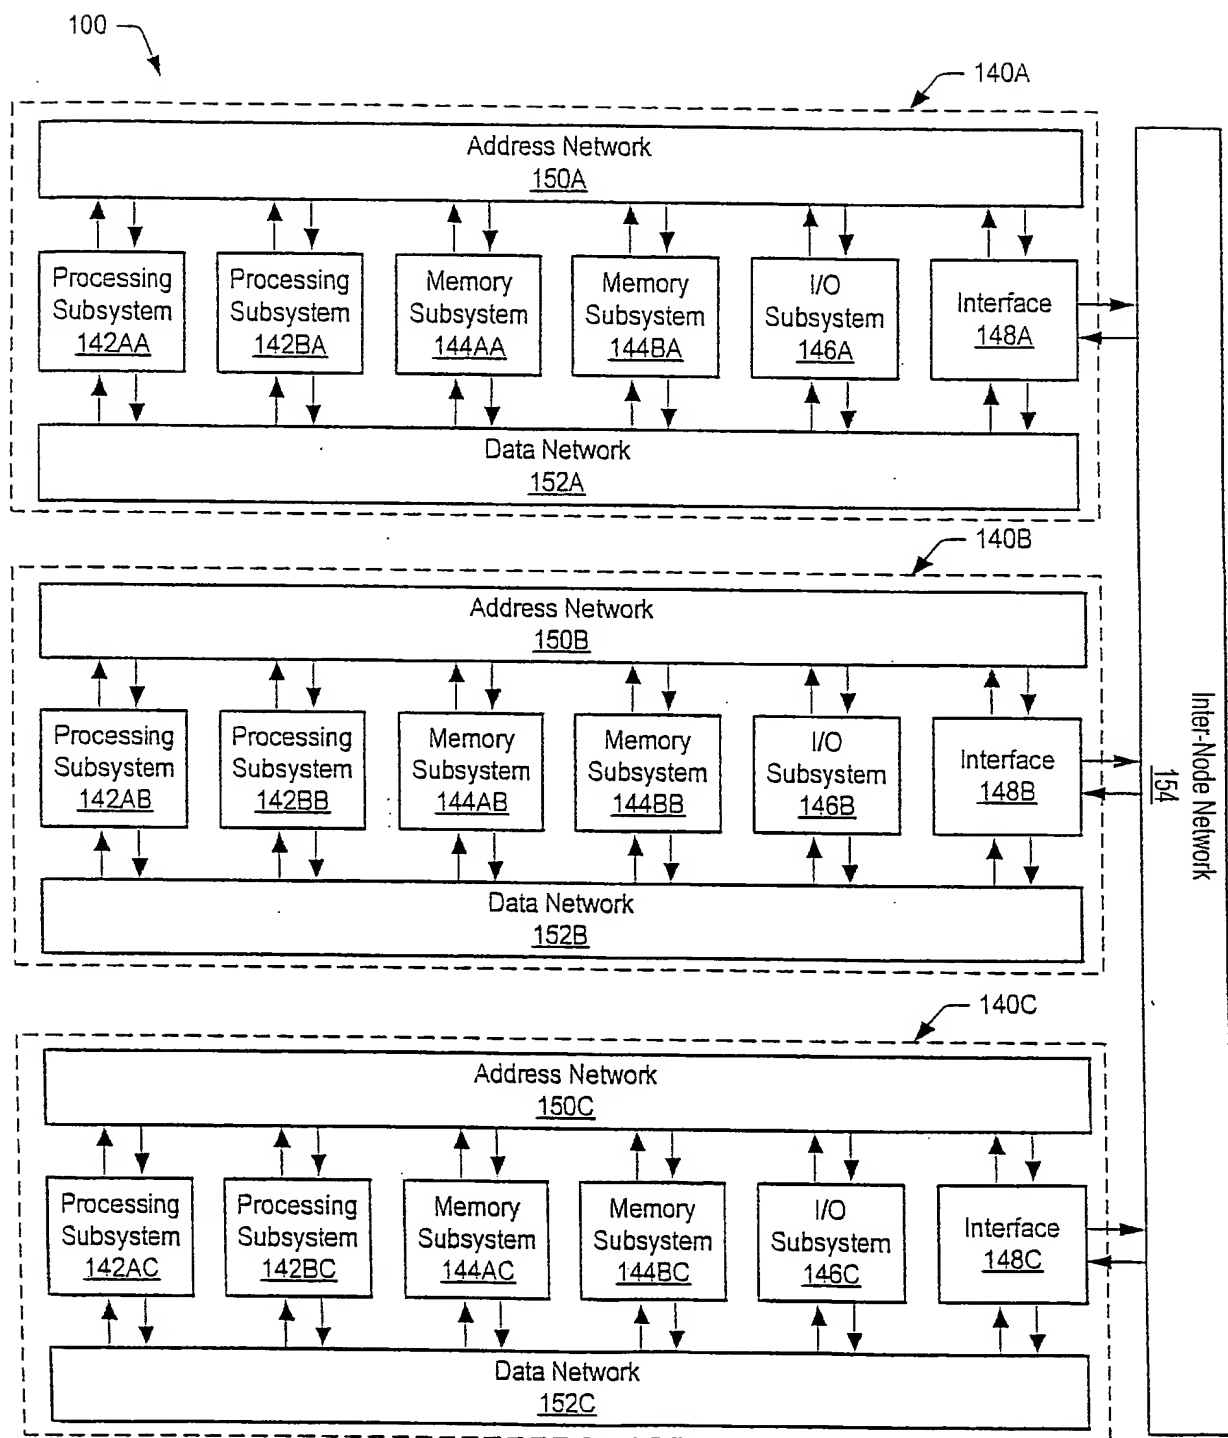 100
140A
Address Network
150A
Processing
Subsystem
142AA
Processing
Subsystem
142BA
Memory
Subsystem
144AA
Memory
Subsystem
144BA
I/O
Subsystem
146A
Interface
148A
Data Network
152A
140B
Address Network
150B
Processing
Subsystem
142AB
Processing
Subsystem
142BB
Memory
Subsystem
144AB
Memory
Subsystem
144BB
I/O
Subsystem
146B
Interface
148B
Data Network
152B
140C
Address Network
150C
Processing
Subsystem
142AC
Processing
Subsystem
142BC
Memory
Subsystem
144AC
Memory
Subsystem
144BC
I/O
Subsystem
146C
Interface
148C
Data Network
152C
Inter-Node Network
154